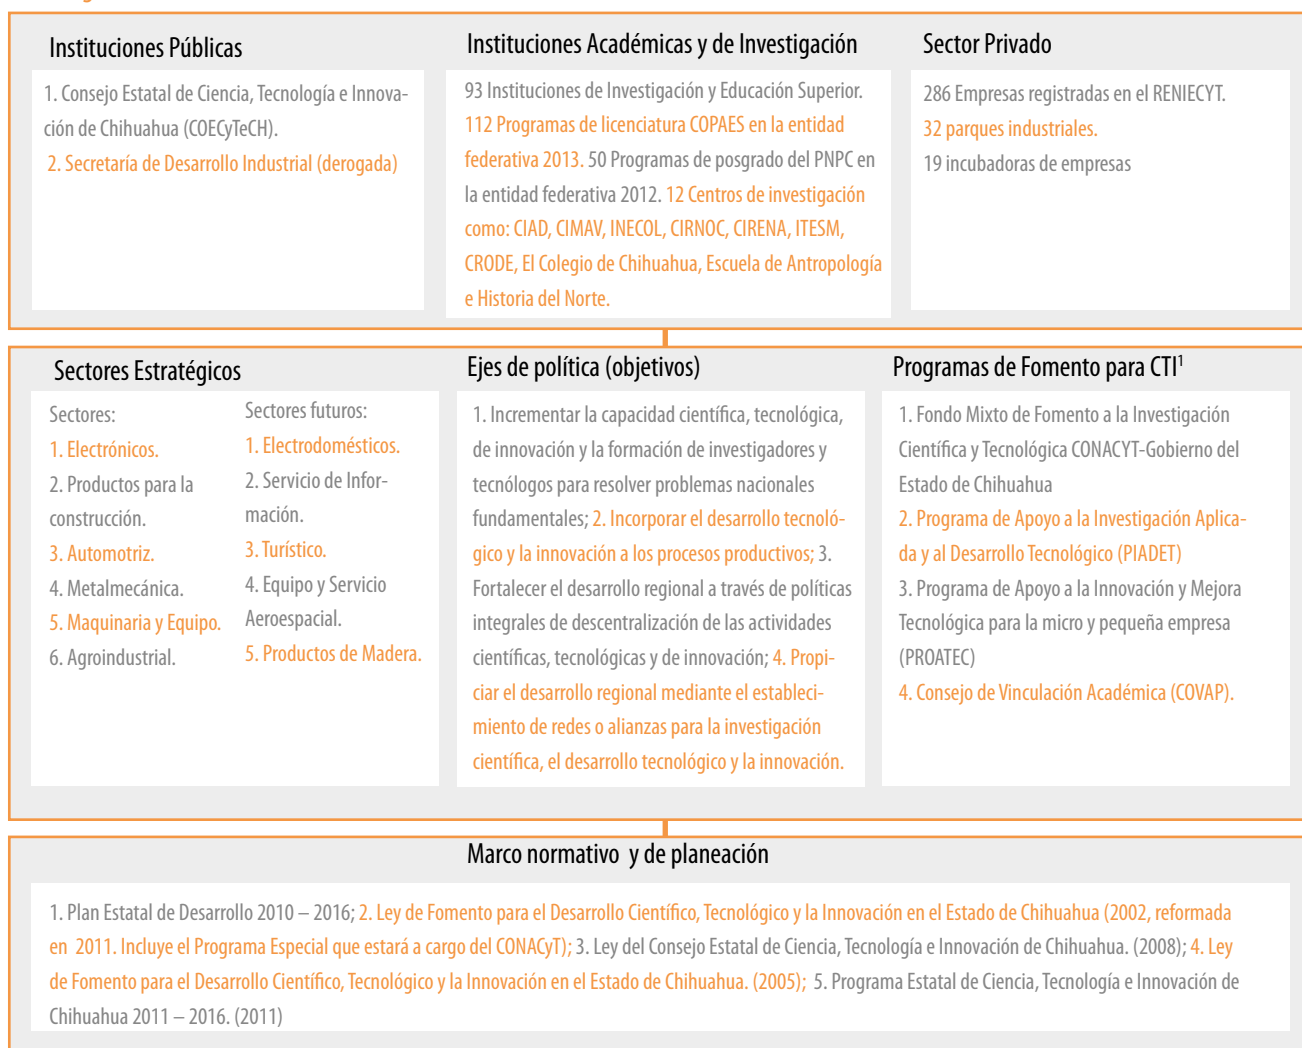 Instituciones Públicas
1. Consejo Estatal de Ciencia, Tecnología e Innova-
ción de Chihuahua (COECyTeCH).
2. Secretaría de Desarrollo Industrial (derogada)
Instituciones Académicas y de Investigación
93 Instituciones de Investigación y Educación Superior.
112 Programas de licenciatura COPAES en la entidad
federativa 2013. 50 Programas de posgrado del PNPC en
la entidad federativa 2012. 12 Centros de investigación
como: CIAD, CIMAV, INECOL, CIRNOC, CIRENA, ITESM,
CRODE, El Colegio de Chihuahua, Escuela de Antropología
e Historia del Norte.
Sector Privado
286 Empresas registradas en el RENIECYT.
32 parques industriales.
19 incubadoras de empresas
Sectores Estratégicos
Sectores:
1. Electrónicos.
2. Productos para la
construcción.
3. Automotriz.
4. Metalmecánica.
5. Maquinaria y Equipo.
6. Agroindustrial.
Sectores futuros:
1. Electrodomésticos.
2. Servicio de Infor-
mación.
3. Turístico.
4. Equipo y Servicio
Aeroespacial.
5. Productos de Madera.
Ejes de política (objetivos)
1. Incrementar la capacidad científica, tecnológica,
de innovación y la formación de investigadores y
tecnólogos para resolver problemas nacionales
fundamentales; 2. Incorporar el desarrollo tecnoló-
gico y la innovación a los procesos productivos; 3.
Fortalecer el desarrollo regional a través de políticas
integrales de descentralización de las actividades
científicas, tecnológicas y de innovación; 4. Propi-
ciar el desarrollo regional mediante el estableci-
miento de redes o alianzas para la investigación
científica, el desarrollo tecnológico y la innovación.
Programas de Fomento para CTI¹
1. Fondo Mixto de Fomento a la Investigación
Científica y Tecnológica CONACYT-Gobierno del
Estado de Chihuahua
2. Programa de Apoyo a la Investigación Aplica-
da y al Desarrollo Tecnológico (PIADET)
3. Programa de Apoyo a la Innovación y Mejora
Tecnológica para la micro y pequeña empresa
(PROATEC)
4. Consejo de Vinculación Académica (COVAP).
Marco normativo y de planeación
1. Plan Estatal de Desarrollo 2010 – 2016; 2. Ley de Fomento para el Desarrollo Científico, Tecnológico y la Innovación en el Estado de Chihuahua (2002, reformada
en 2011. Incluye el Programa Especial que estará a cargo del CONACyT); 3. Ley del Consejo Estatal de Ciencia, Tecnología e Innovación de Chihuahua. (2008); 4. Ley
de Fomento para el Desarrollo Científico, Tecnológico y la Innovación en el Estado de Chihuahua. (2005); 5. Programa Estatal de Ciencia, Tecnología e Innovación de
Chihuahua 2011 – 2016. (2011)